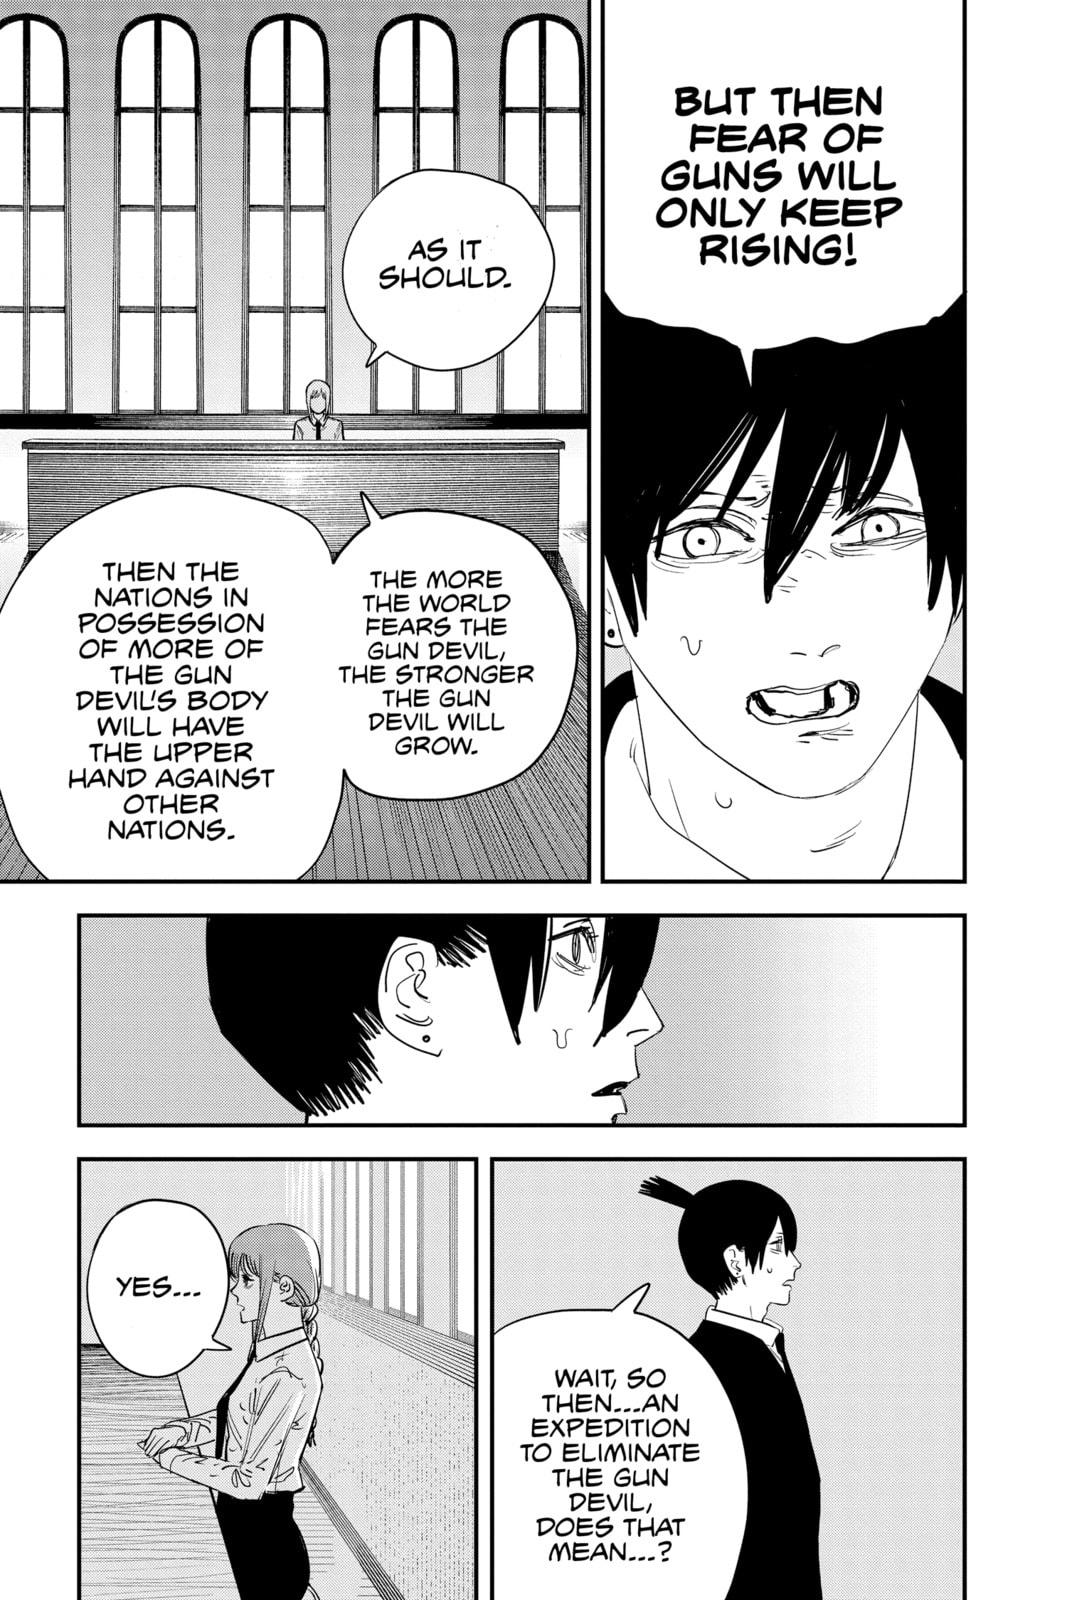 BUT THEN
FEAR OF
GUNS WILL
ONLY KEEP
RISING!
AS IT
SHOULD.
THE MORE
THE WORLD
FEARS THE
GUN DEVIL,
THE STRONGER
THE GUN
DEVIL WILL
GROW.
THEN THE
NATIONS IN
POSSESSION
OF MORE OF
THE GUN
DEVIL'S BODY
WILL HAVE
THE UPPER
HAND AGAINST
OTHER
NATIONS.
WAIT, SO
THEN...AN
EXPEDITION
TO ELIMINATE
THE GUN
DEVIL,
DOES THAT
MEAN...?
YES...